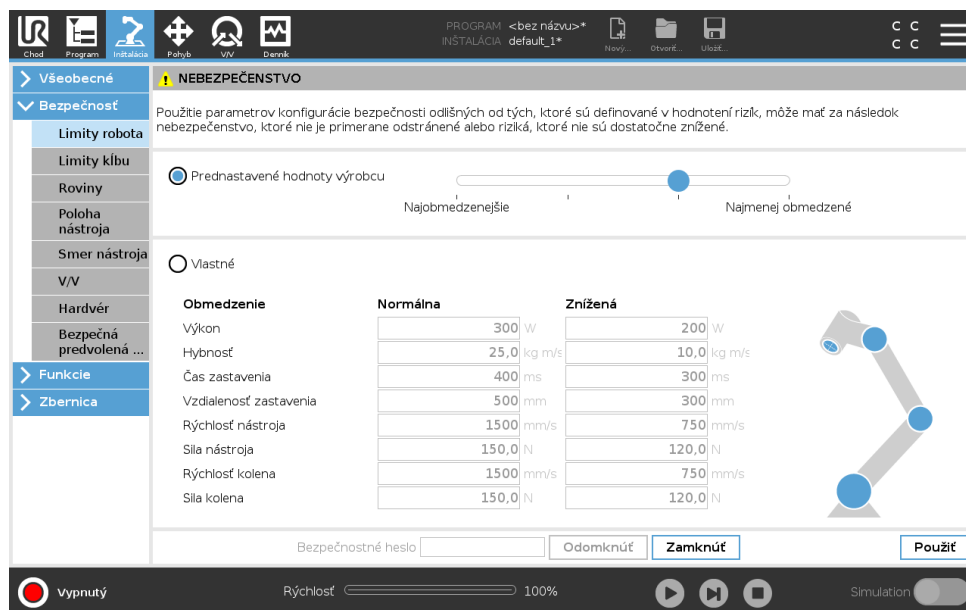 PROGRAM <bez názvu>*
INŠTALÁCIA default_1*
Chod Program Inštalácia Pohyb V/V Denník Nový... Otvoriť... Uložiť...
C C
C C
Všeobecné
Bezpečnosť
Limity robota
Limity kĺbu
Roviny
Poloha
nástroja
Smer nástroja
V/V
Hardvér
Bezpečná
predvolená ...
Funkcie
Zbernica
NEBEZPEČENSTVO
Použitie parametrov konfigurácie bezpečnosti odlišných od tých, ktoré sú definované v hodnotení rizík, môže mať za následok
nebezpečenstvo, ktoré nie je primerane odstránené alebo riziká, ktoré nie sú dostatočne znížené.
Prednastavené hodnoty výrobcu
Najobmedzenejšie Najmenej obmedzené
Vlastné
Obmedzenie Normálna Znížená
Výkon 300 W 200 W
Hybnosť 25,0 kg m/s 10,0 kg m/s
Čas zastavenia 400 ms 300 ms
Vzdialenosť zastavenia 500 mm 300 mm
Rýchlosť nástroja 1500 mm/s 750 mm/s
Sila nástroja 150,0 N 120,0 N
Rýchlosť kolena 1500 mm/s 750 mm/s
Sila kolena 150,0 N 120,0 N
Bezpečnostné heslo Odomknúť Zamknúť Použiť
Vypnutý Rýchlosť 100% Simulation